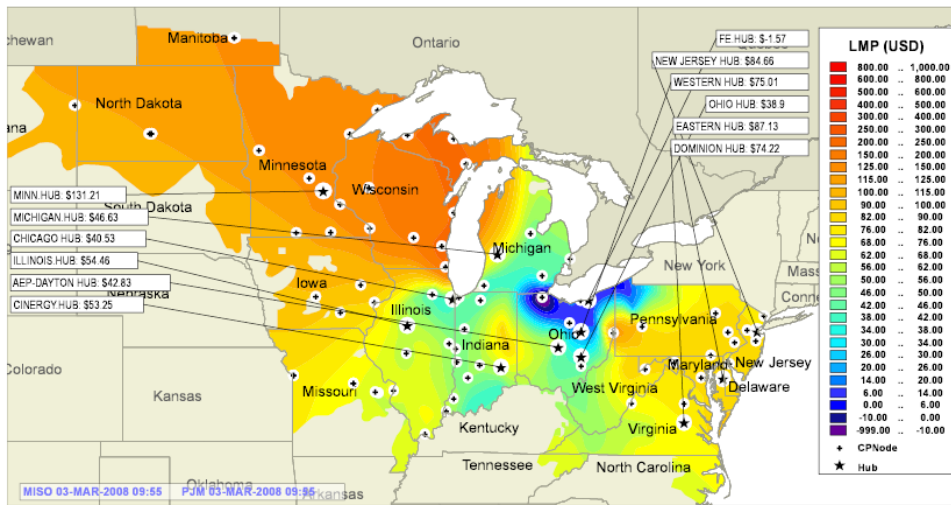 chewan
Manitoba
Ontario
Quebec
FE HUB: $-1.57
NEW JERSEY HUB: $84.66
WESTERN HUB: $75.01
OHIO HUB: $38.9
EASTERN HUB: $87.13
DOMINION HUB: $74.22
North Dakota
ana
Minnesota
Wisconsin
MINN.HUB: $131.21
South Dakota
MICHIGAN.HUB: $46.63
Michigan
CHICAGO HUB: $40.53
New York
Mass
ILLINOIS.HUB: $54.46
Iowa
AEP-DAYTON HUB: $42.83
Nebraska
Conne
CINERGY.HUB: $53.25
Illinois
Indiana
Ohio
Pennsylvania
Colorado
Kansas
Missouri
West Virginia
Maryland
New Jersey
Delaware
Kentucky
Virginia
Tennessee
North Carolina
Oklahoma
Arkansas
MISO 03-MAR-2008 09:55 PJM 03-MAR-2008 09:55
LMP (USD)
800.00 .. 1,000.00
600.00 .. 800.00
500.00 .. 600.00
400.00 .. 500.00
300.00 .. 400.00
250.00 .. 300.00
200.00 .. 250.00
150.00 .. 200.00
125.00 .. 150.00
115.00 .. 125.00
100.00 .. 115.00
90.00 .. 100.00
82.00 .. 90.00
76.00 .. 82.00
68.00 .. 76.00
62.00 .. 68.00
56.00 .. 62.00
50.00 .. 56.00
46.00 .. 50.00
42.00 .. 46.00
38.00 .. 42.00
34.00 .. 38.00
30.00 .. 34.00
26.00 .. 30.00
20.00 .. 26.00
14.00 .. 20.00
6.00 .. 14.00
0.00 .. 6.00
-10.00 .. 0.00
-999.00 .. -10.00
CPNode
Hub